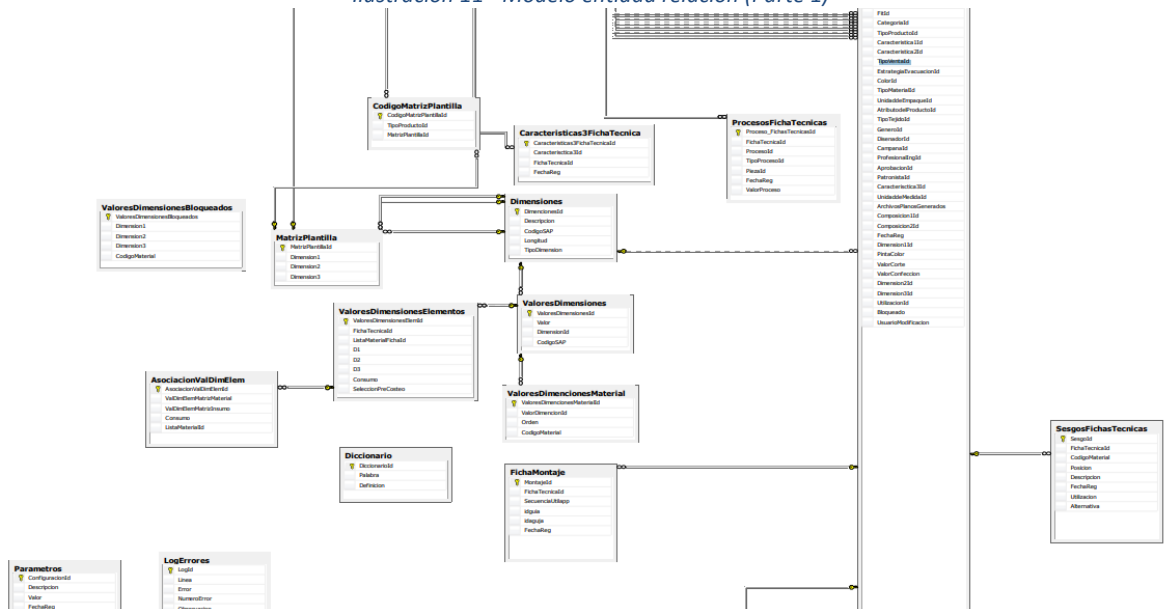 Ilustración 11 - Modelo entidad relación (Parte 1)
FitId
CategoriaId
TipoProductoId
Caracteristica1Id
Caracteristica2Id
TipoVentaId
EstrategiaEvacuacionId
ColorId
TipoMaterialId
UnidaddeEmpaqueId
AtributodelProductoId
TipoTejidoId
GeneroId
DisenadorId
CampanaId
ProfesionalIngId
AprobacionId
PatronistaId
Caracterisctica3Id
UnidaddeMedidaId
ArchivosPlanosGenerados
Composicion1Id
Composicion2Id
FechaReg
Dimension1Id
PintaColor
ValorCorte
ValorConfeccion
Dimension2Id
Dimension3Id
UtilizacionId
Bloqueado
UsuarioModificacion
CodigoMatrizPlantilla
CodigoMatrizPlantillaId
TipoProductoId
MatrizPlantillaId
Caracteristicas3FichaTecnica
Caracteristicas3FichaTecnicaId
Caracterisctica3Id
FichaTecnicaId
FechaReg
ProcesosFichaTecnicas
Proceso_FichasTecnicasId
FichaTecnicaId
ProcesoId
TipoProcesoId
PiezaId
FechaReg
ValorProceso
ValoresDimensionesBloqueados
ValoresDimensionesBloqueados
Dimension1
Dimension2
Dimension3
CodigoMaterial
MatrizPlantilla
MatrizPlantillaId
Dimension1
Dimension2
Dimension3
Dimensiones
DimencionesId
Descripcion
CodigoSAP
Longitud
TipoDimension
ValoresDimensionesElementos
ValoresDimensionesElemId
FichaTecnicaId
ListaMaterialFichaId
D1
D2
D3
Consumo
SeleccionPreCosteo
ValoresDimensiones
ValoresDimensionesId
Valor
DimensionId
CodigoSAP
AsociacionValDimElem
AsociacionValDimElemId
ValDimElemMatrizMaterial
ValDimElemMatrizInsumo
Consumo
ListaMaterialId
ValoresDimencionesMaterial
ValoresDimencionesMaterialId
ValorDimencionId
Orden
CodigoMaterial
Diccionario
DiccionarioId
Palabra
Definicion
FichaMontaje
MontajeId
FichaTecnicaId
SecuenciaUtilapp
idguia
idaguja
FechaReg
SesgosFichasTecnicas
SesgoId
FichaTecnicaId
CodigoMaterial
Posicion
Descripcion
FechaReg
Utilizacion
Alternativa
Parametros
ConfiguracionId
Descripcion
Valor
FechaReg
LogErrores
LogId
Linea
Error
NumeroError